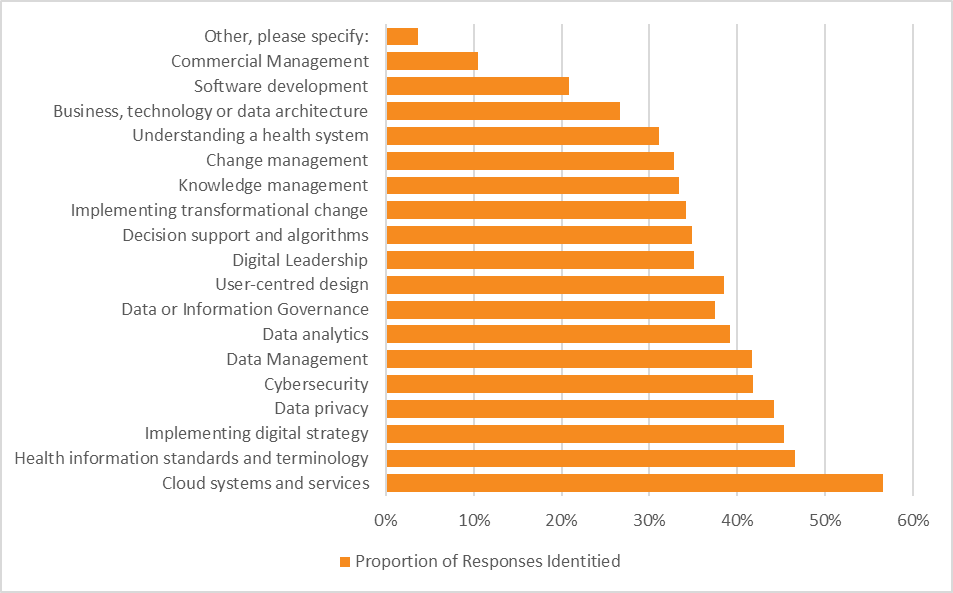 Other, please specify:
Commercial Management
Software development
Business, technology or data architecture
Understanding a health system
Change management
Knowledge management
Implementing transformational change
Decision support and algorithms
Digital Leadership
User-centred design
Data or Information Governance
Data analytics
Data Management
Cybersecurity
Data privacy
Implementing digital strategy
Health information standards and terminology
Cloud systems and services
0% 10% 20% 30% 40% 50% 60%
Proportion of Responses Identitied